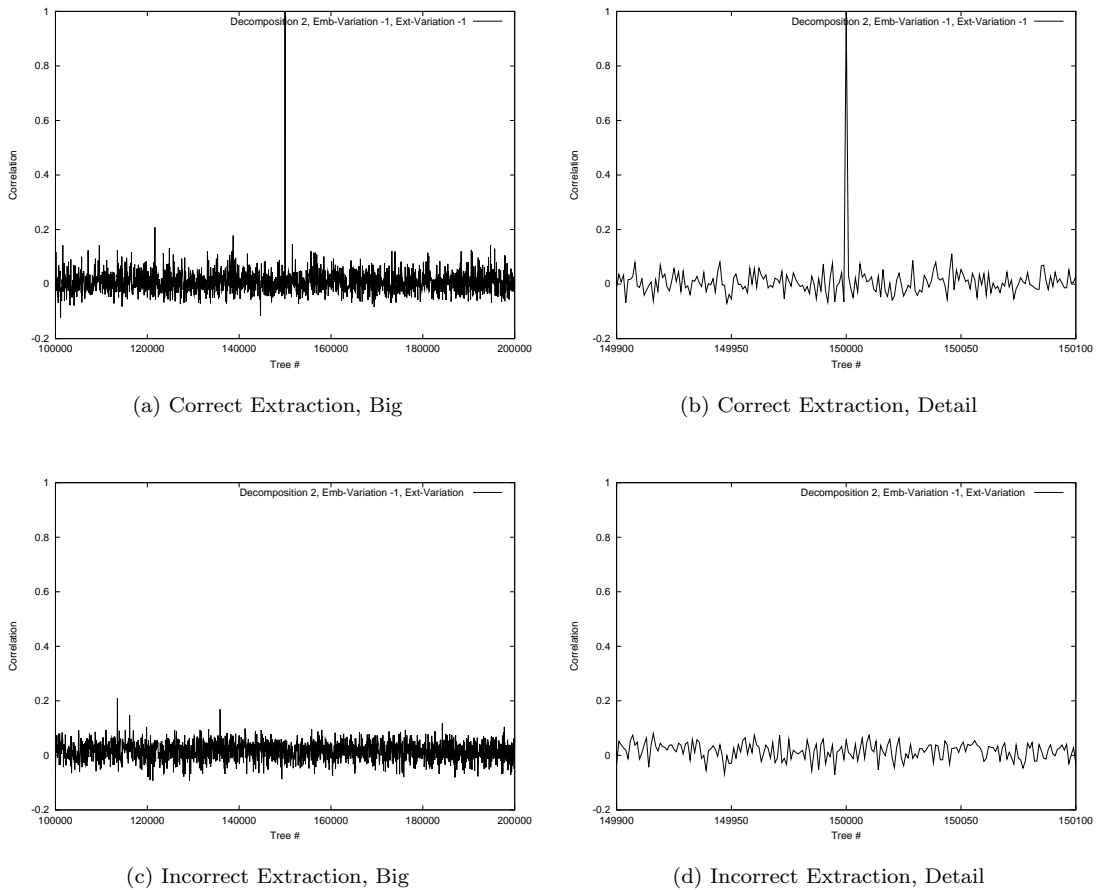 Decomposition 2, Emb-Variation -1, Ext-Variation -1
1
0.8
0.6
0.4
0.2
0
-0.2
Correlation
100000 120000 140000 160000 180000 200000
Tree #
(a) Correct Extraction, Big
Decomposition 2, Emb-Variation -1, Ext-Variation -1
1
0.8
0.6
0.4
0.2
0
-0.2
Correlation
149900 149950 150000 150050 150100
Tree #
(b) Correct Extraction, Detail
Decomposition 2, Emb-Variation -1, Ext-Variation
1
0.8
0.6
0.4
0.2
0
-0.2
Correlation
100000 120000 140000 160000 180000 200000
Tree #
(c) Incorrect Extraction, Big
Decomposition 2, Emb-Variation -1, Ext-Variation
1
0.8
0.6
0.4
0.2
0
-0.2
Correlation
149900 149950 150000 150050 150100
Tree #
(d) Incorrect Extraction, Detail